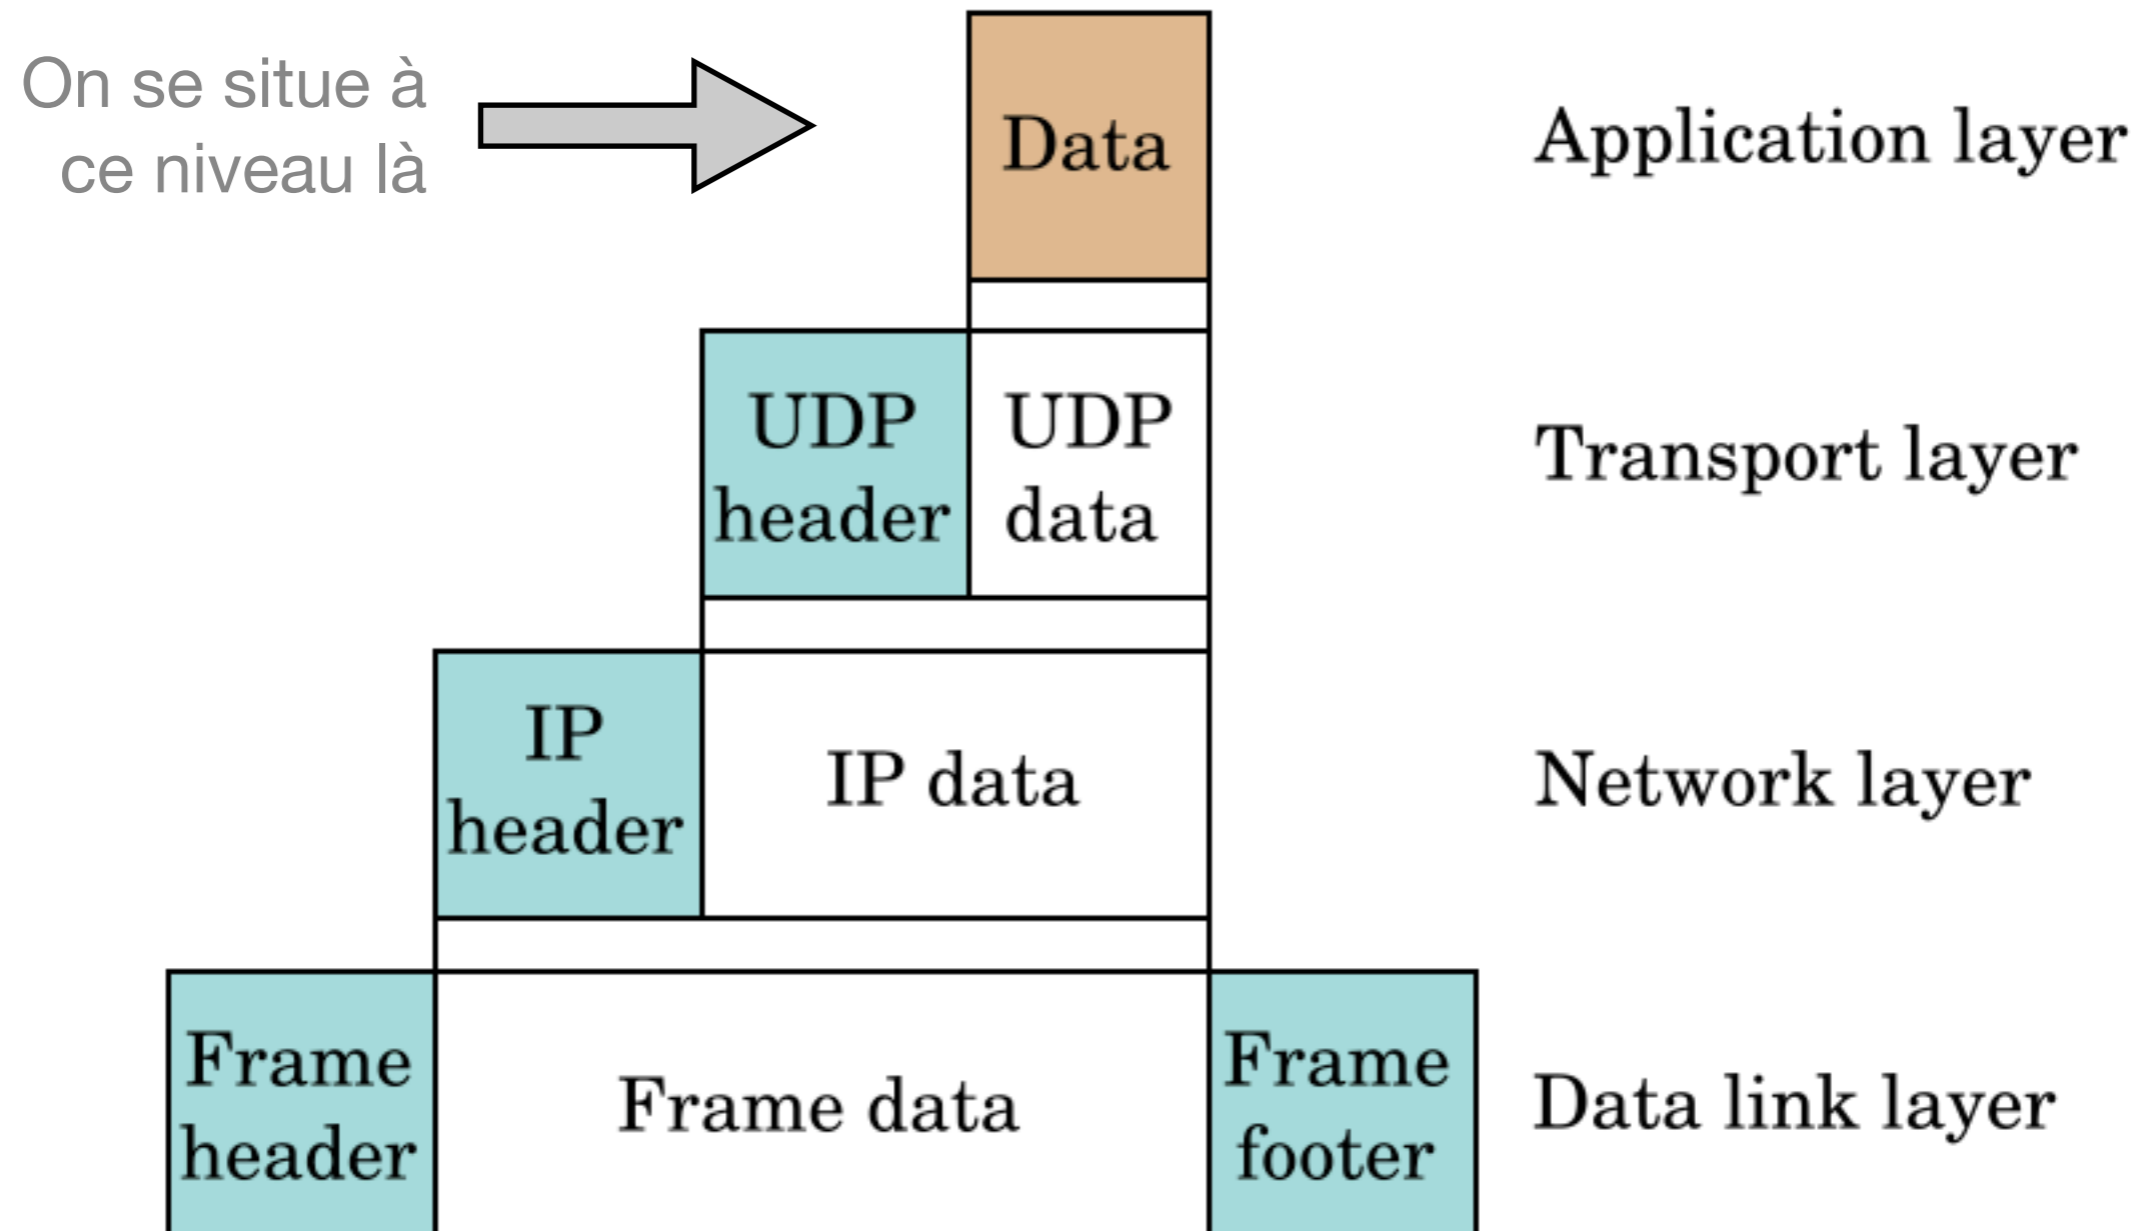 On se situe à
ce niveau là
Data
Application layer
UDP
header
UDP
data
Transport layer
IP
header
IP data
Network layer
Frame
header
Frame data
Frame
footer
Data link layer